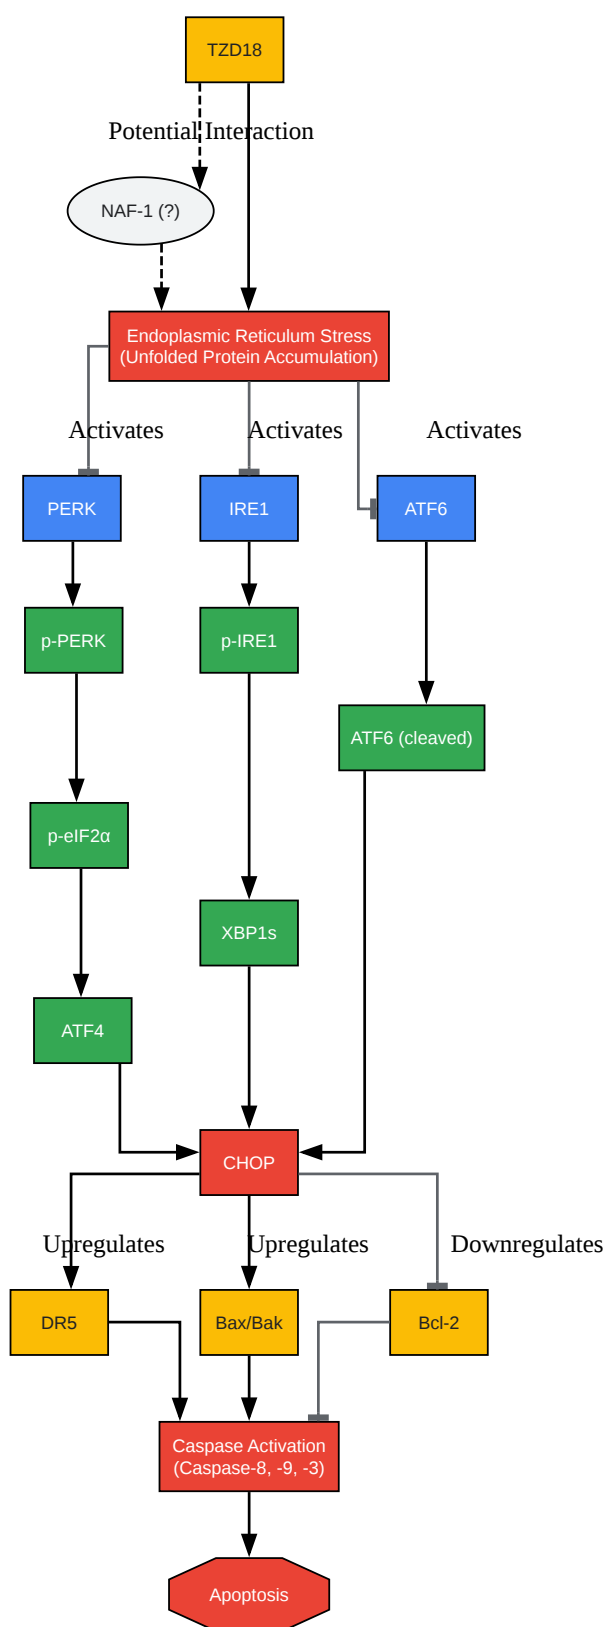 TZD18
Potential Interaction
NAF-1 (?)
Endoplasmic Reticulum Stress
(Unfolded Protein Accumulation)
Activates
Activates
Activates
PERK
IRE1
ATF6
p-PERK
p-IRE1
ATF6 (cleaved)
p-eIF2α
XBP1s
ATF4
CHOP
Upregulates
Upregulates
Downregulates
DR5
Bax/Bak
Bcl-2
Caspase Activation
(Caspase-8, -9, -3)
Apoptosis